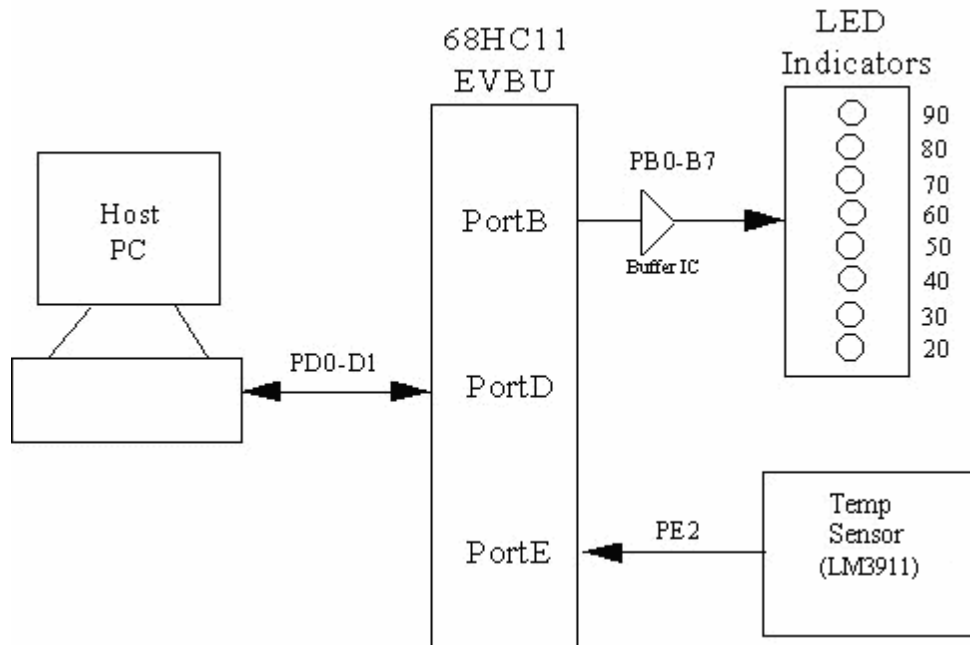 68HC11
EVBU
LED
Indicators
90
80
70
60
50
40
30
20
Host
PC
PB0-B7
PortB
Buffer IC
PD0-D1
PortD
PortE
PE2
Temp
Sensor
(LM3911)